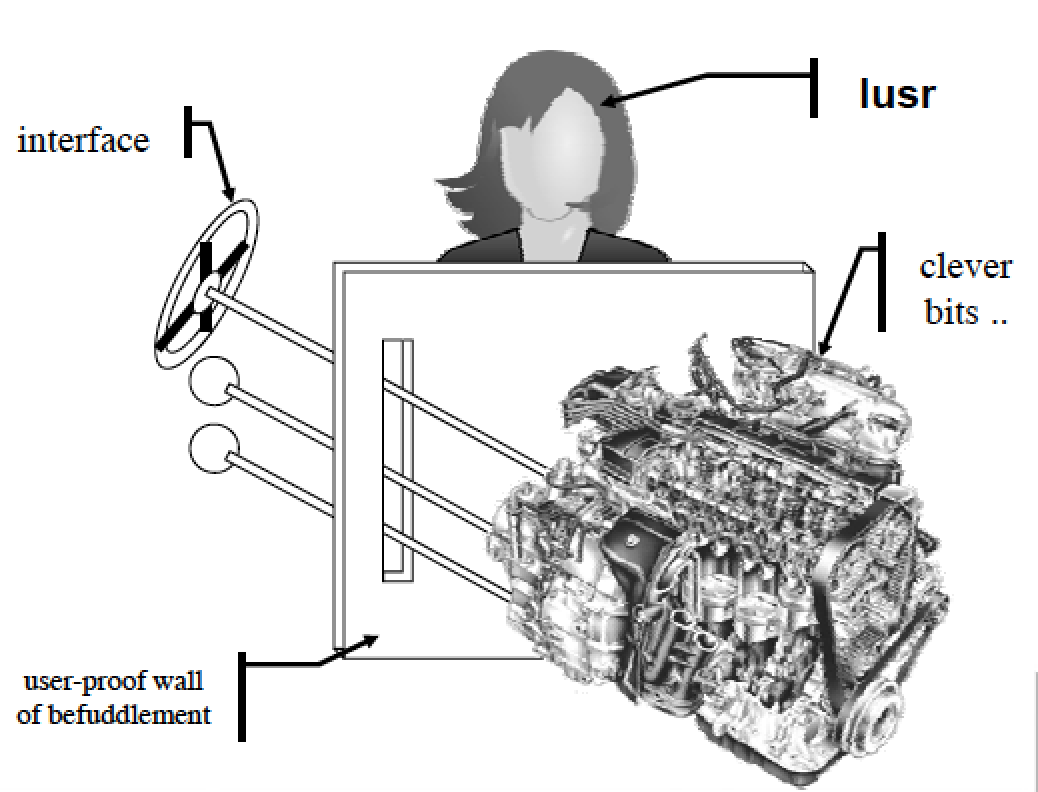 lusr
interface
clever
bits ..
user-proof wall
of befuddlement